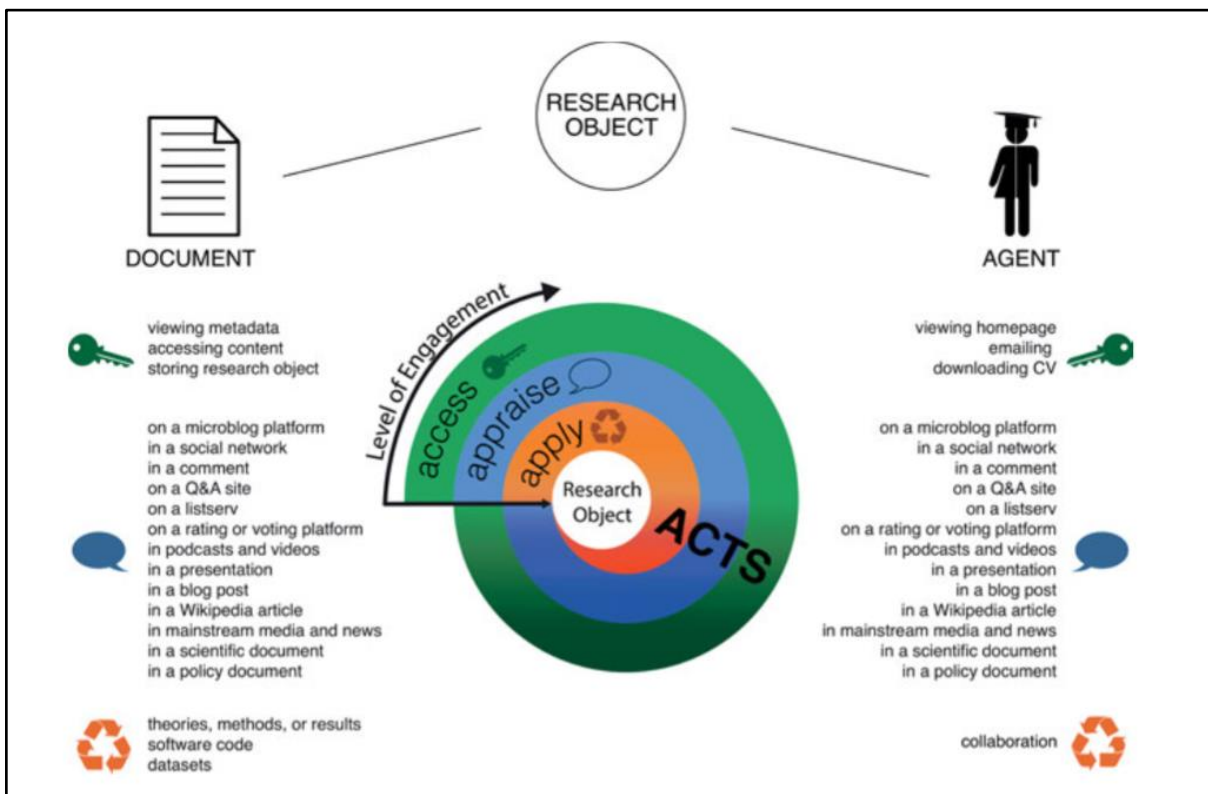 RESEARCH
OBJECT
DOCUMENT
AGENT
viewing metadata
accessing content
storing research object
on a microblog platform
in a social network
in a comment
on a Q&A site
on a listserv
on a rating or voting platform
in podcasts and videos
in a presentation
in a blog post
in a Wikipedia article
in mainstream media and news
in a scientific document
in a policy document
theories, methods, or results
software code
datasets
Level of Engagement
access
appraise
apply
Research
Object
ACTS
viewing homepage
emailing
downloading CV
on a microblog platform
in a social network
in a comment
on a Q&A site
on a listserv
on a rating or voting platform
in podcasts and videos
in a presentation
in a blog post
in a Wikipedia article
in mainstream media and news
in a scientific document
in a policy document
collaboration